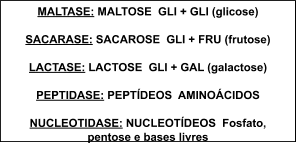 MALTASE: MALTOSE GLI + GLI (glicose)
SACARASE: SACAROSE GLI + FRU (frutose)
LACTASE: LACTOSE GLI + GAL (galactose)
PEPTIDASE: PEPTÍDEOS AMINOÁCIDOS
NUCLEOTIDASE: NUCLEOTÍDEOS Fosfato,
pentose e bases livres